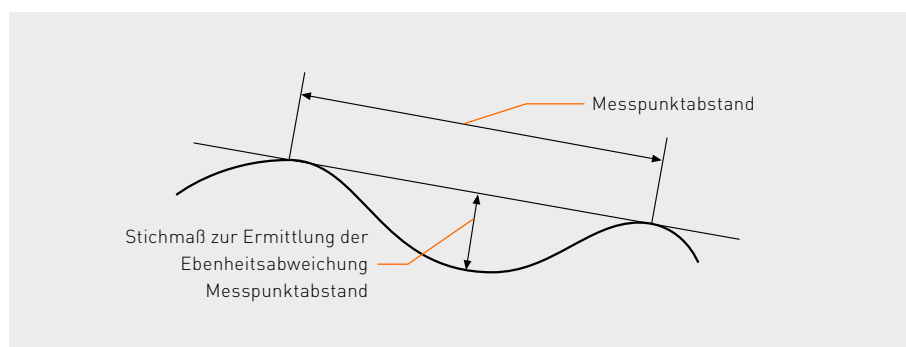 Messpunktabstand
Stichmaß zur Ermittlung der
Ebenheitsabweichung
Messpunktabstand